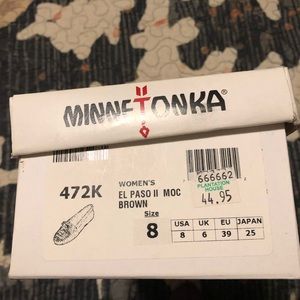 MINNETONKA®
472K
WOMEN'S
EL PASO II MOC
BROWN
Size
8
666662
PLANTATION
HOUSE
44.95
USA UK EU JAPAN
8 6 39 25